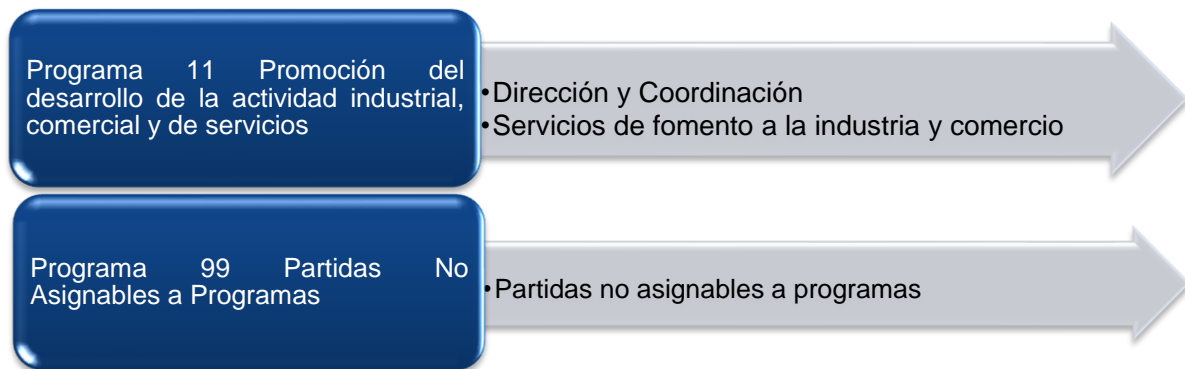 Programa 11 Promoción del
desarrollo de la actividad industrial,
comercial y de servicios
•Dirección y Coordinación
•Servicios de fomento a la industria y comercio
Programa 99 Partidas No
Asignables a Programas
•Partidas no asignables a programas